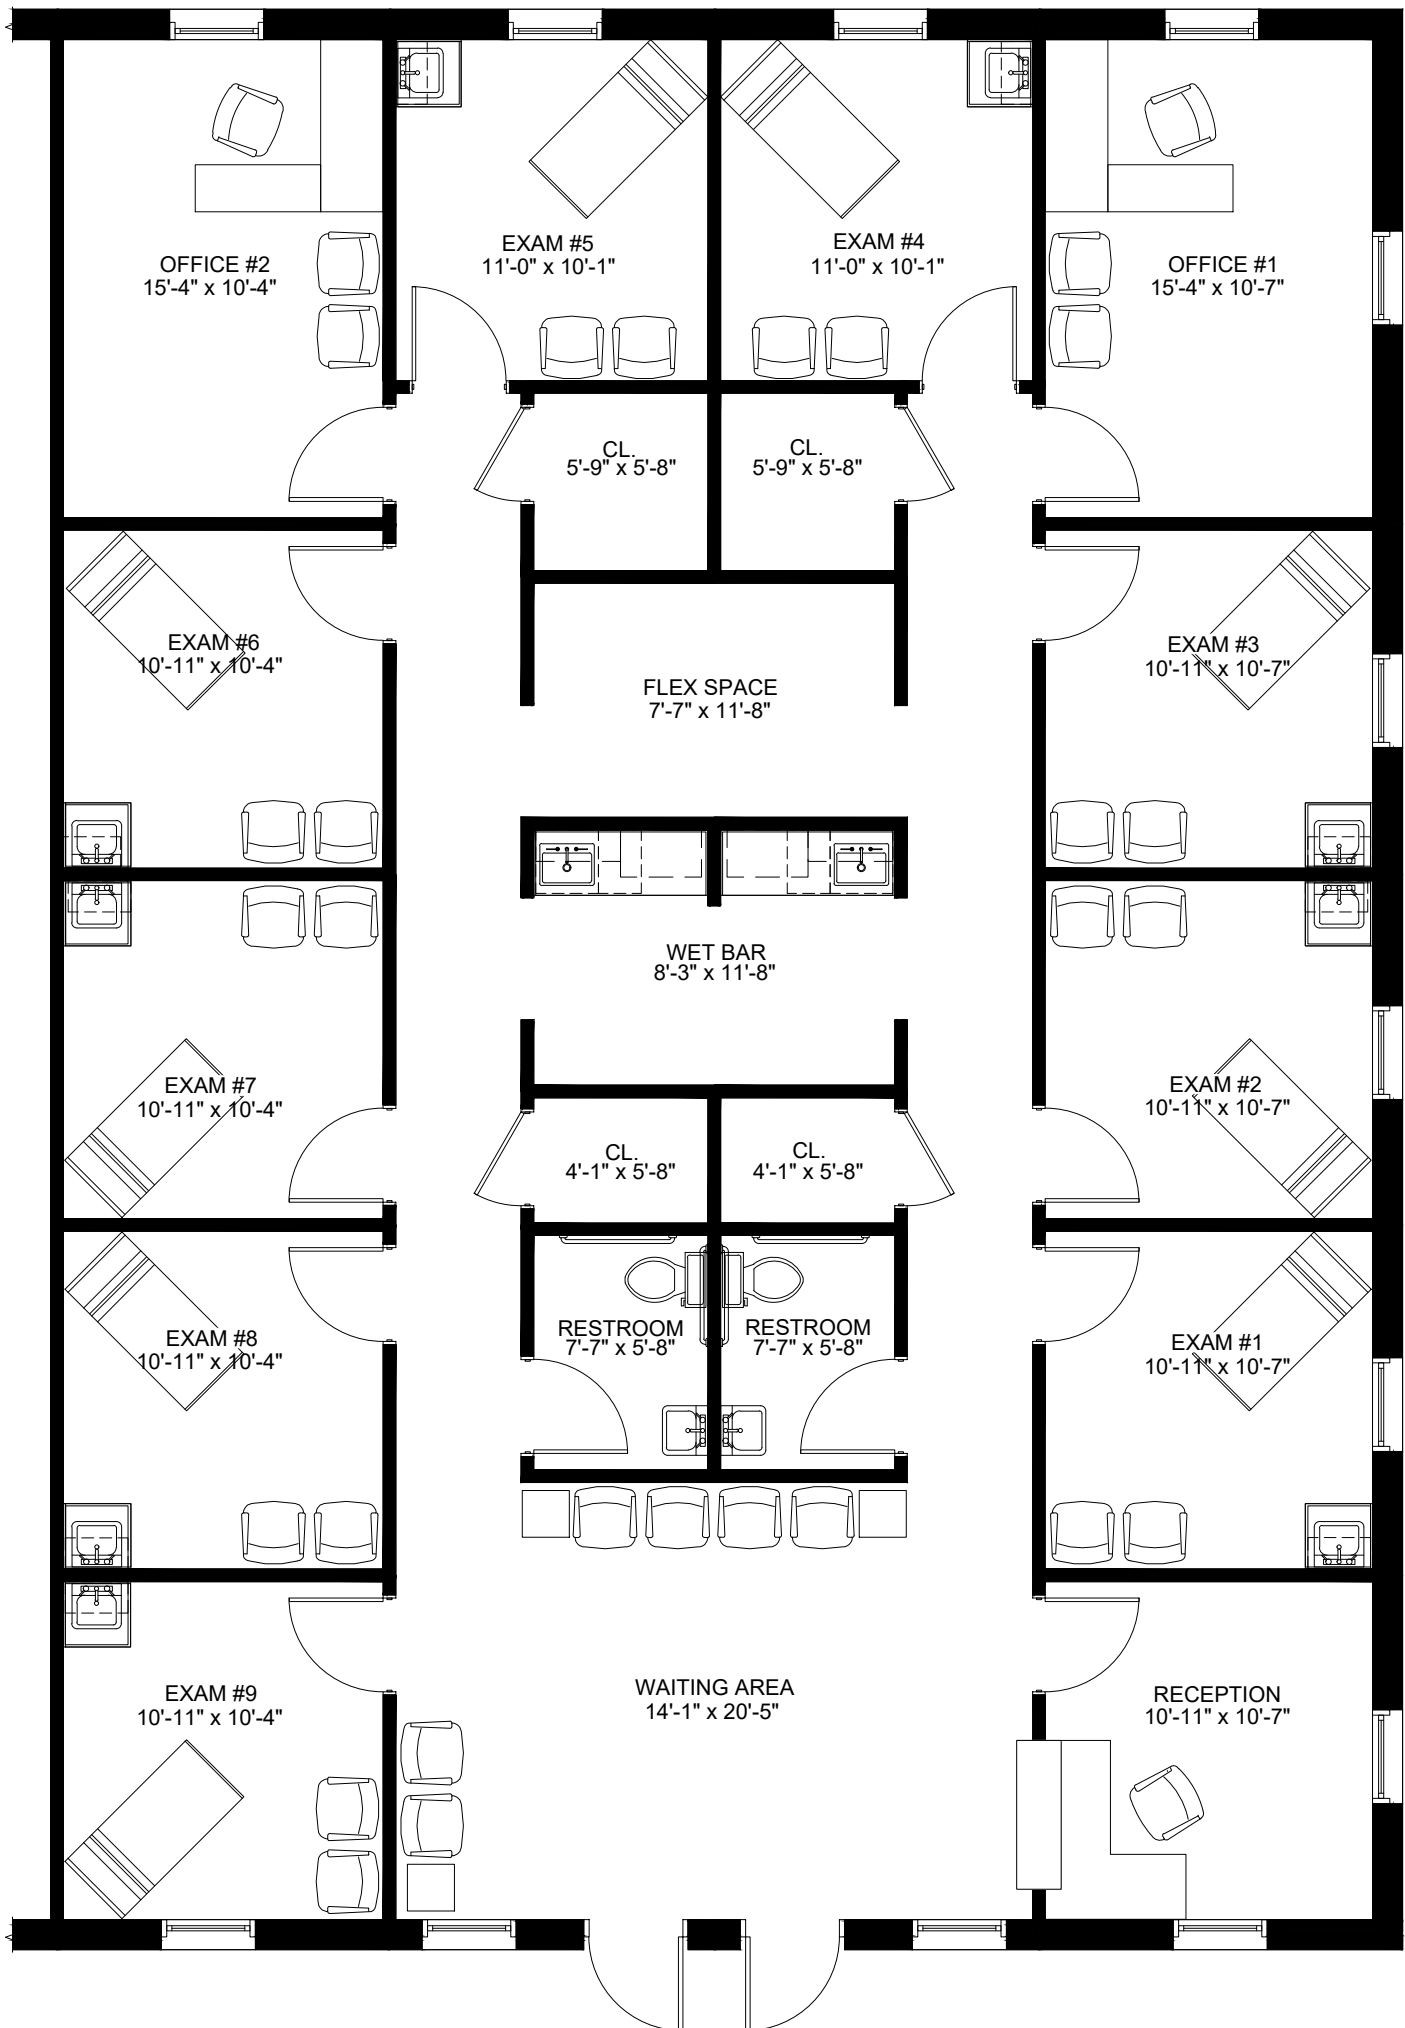 OFFICE #2
15'-4" x 10'-4"
EXAM #5
11'-0" x 10'-1"
EXAM #4
11'-0" x 10'-1"
OFFICE #1
15'-4" x 10'-7"
CL.
5'-9" x 5'-8"
CL.
5'-9" x 5'-8"
EXAM #6
10'-11" x 10'-4"
FLEX SPACE
7'-7" x 11'-8"
EXAM #3
10'-11" x 10'-7"
WET BAR
8'-3" x 11'-8"
EXAM #7
10'-11" x 10'-4"
EXAM #2
10'-11" x 10'-7"
CL.
4'-1" x 5'-8"
CL.
4'-1" x 5'-8"
EXAM #8
10'-11" x 10'-4"
RESTROOM
7'-7" x 5'-8"
RESTROOM
7'-7" x 5'-8"
EXAM #1
10'-11" x 10'-7"
EXAM #9
10'-11" x 10'-4"
WAITING AREA
14'-1" x 20'-5"
RECEPTION
10'-11" x 10'-7"